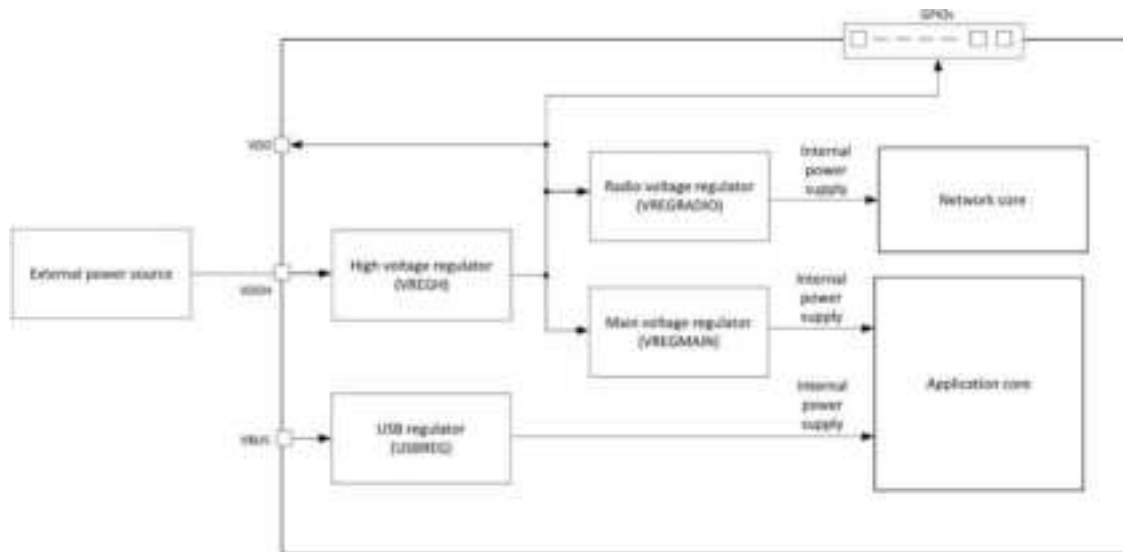 GPIOs
VDD
Radio voltage regulator
(VREGRADIO)
Internal
power
supply
Network core
External power source
VDDH
High voltage regulator
(VREGH)
Main voltage regulator
(VREGMAIN)
Internal
power
supply
Application core
VBUS
USB regulator
(USBREG)
Internal
power
supply